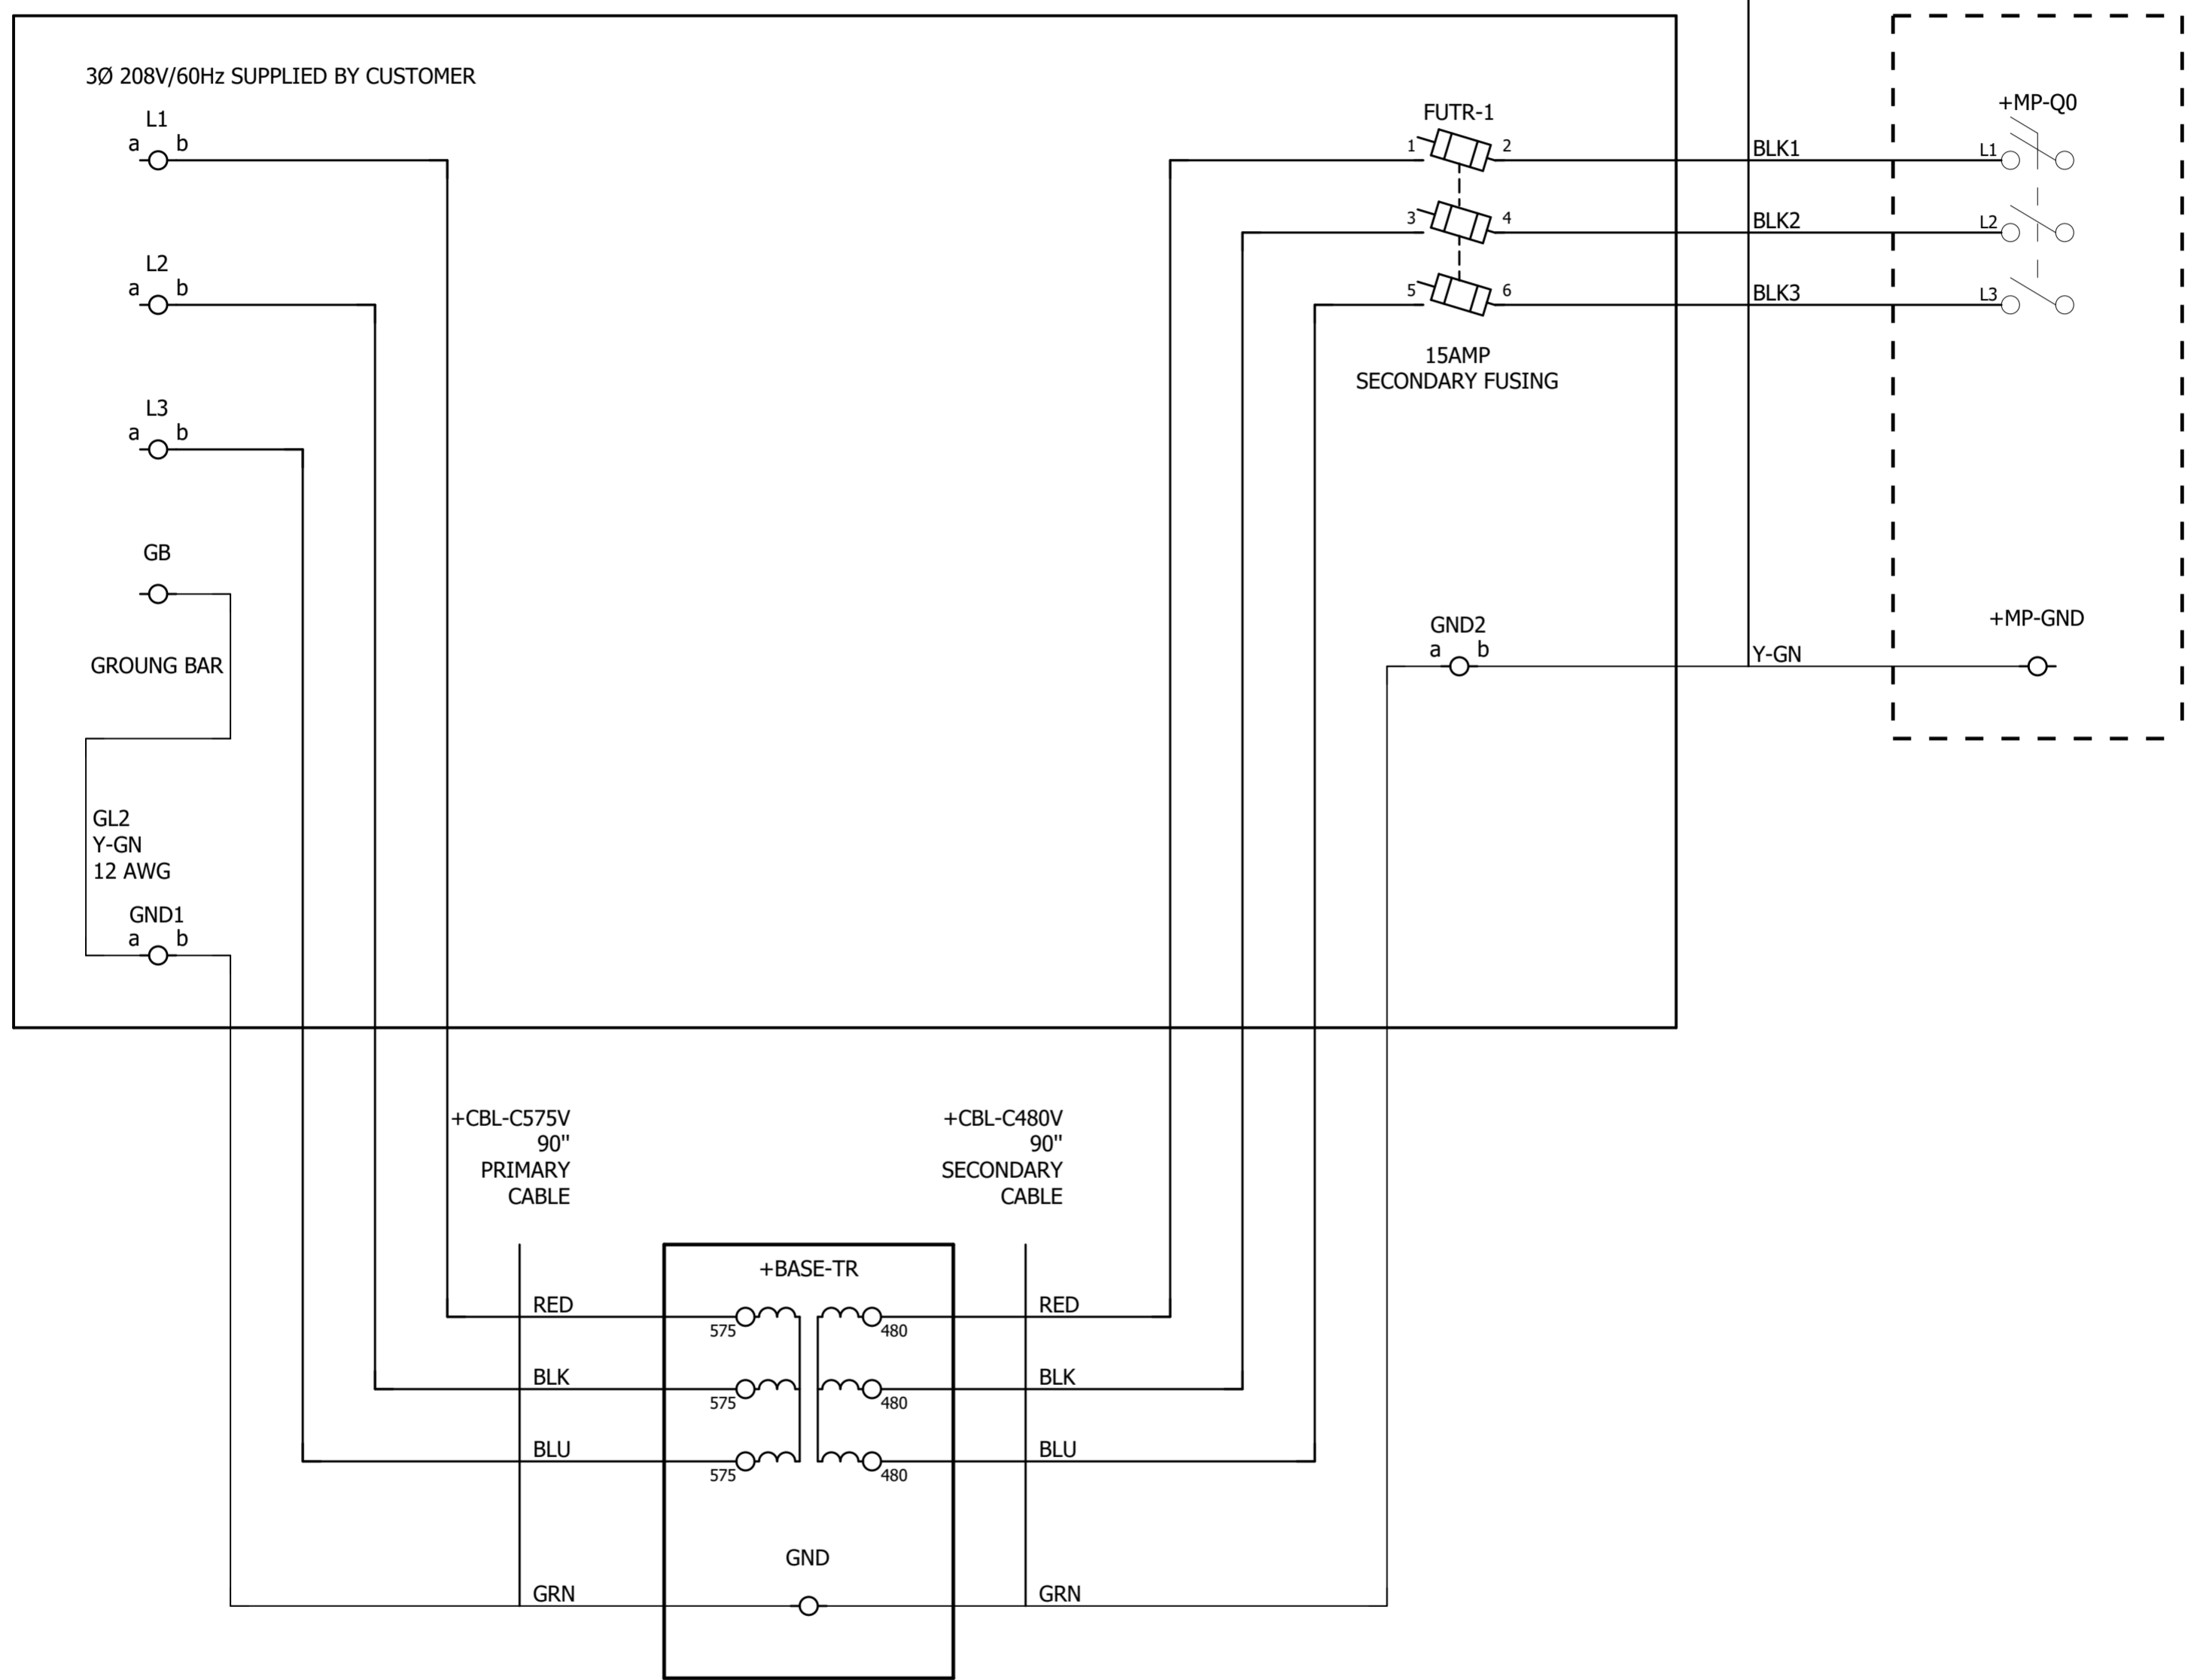 3Ø 208V/60Hz SUPPLIED BY CUSTOMER
L1
a b
L2
a b
L3
a b
GB
GROUNG BAR
GL2
Y-GN
12 AWG
GND1
a b
FUTR-1
1 2
3 4
5 6
15AMP
SECONDARY FUSING
GND2
a b
BLK1
BLK2
BLK3
Y-GN
+MP-Q0
L1
L2
L3
+MP-GND
+CBL-C575V
90"
PRIMARY
CABLE
+CBL-C480V
90"
SECONDARY
CABLE
+BASE-TR
RED
575
480
RED
BLK
575
480
BLK
BLU
575
480
BLU
GND
GRN
GRN